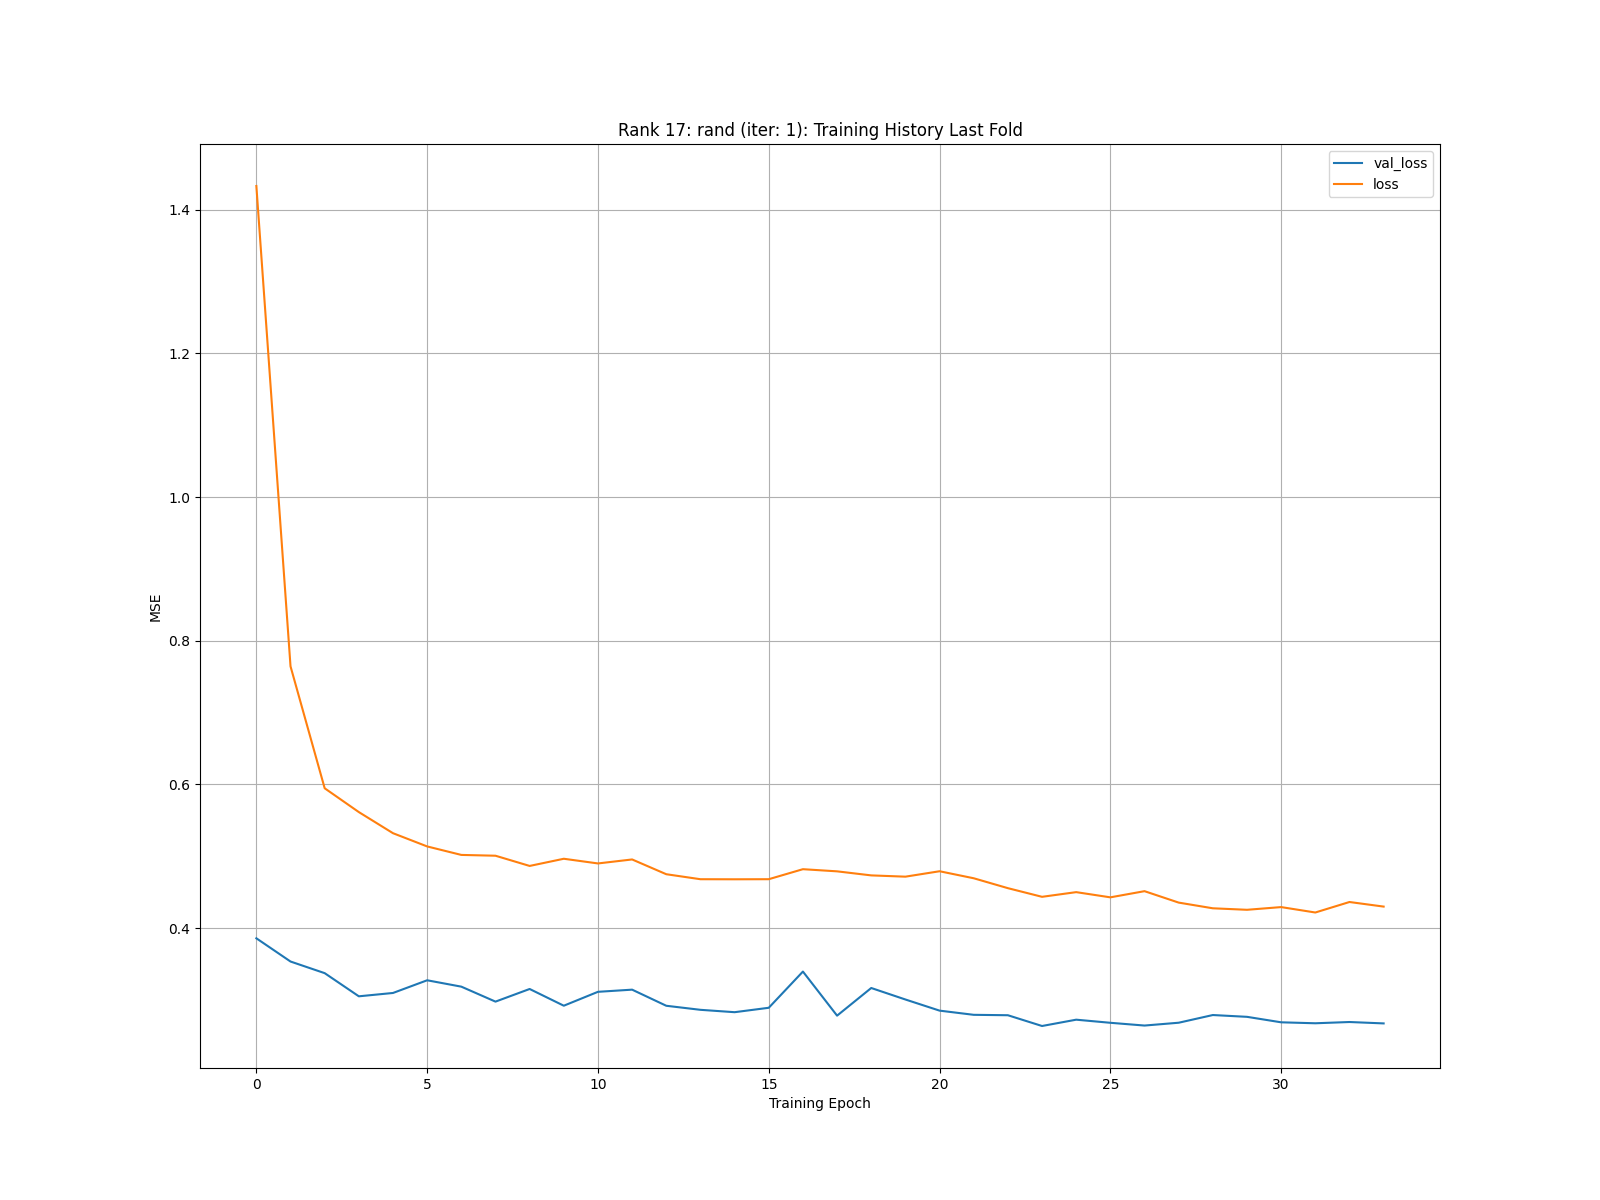 Rank 17: rand (iter: 1): Training History Last Fold
val_loss
loss
1.4
1.2
1.0
0.8
0.6
0.4
MSE
0 5 10 15 20 25 30
Training Epoch